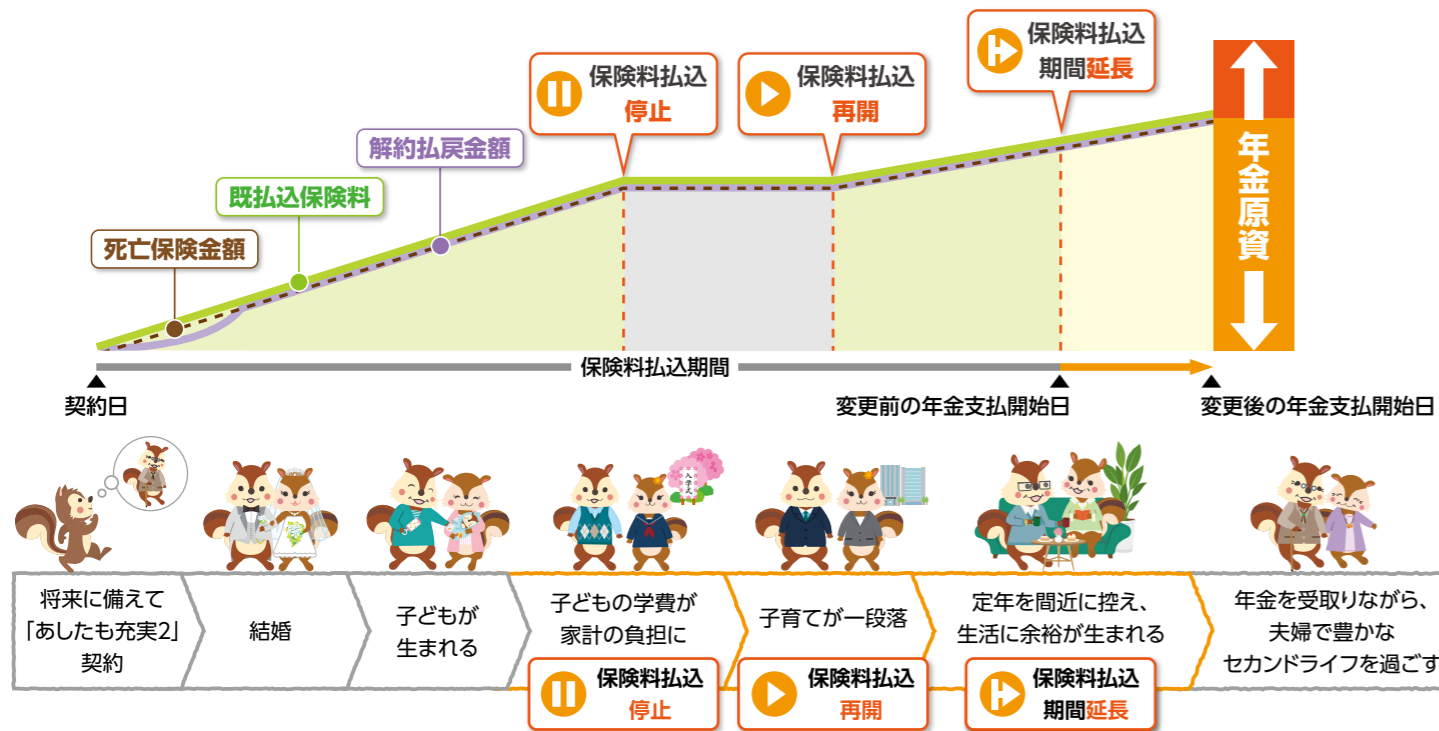 保険料払込
停止
保険料払込
再開
保険料払込
期間延長
解約払戻金額
既払込保険料
死亡保険金額
年金原資
保険料払込期間
契約日
変更前の年金支払開始日
変更後の年金支払開始日
入学式
将来に備えて
「あしたも充実2」
契約
結婚
子どもが
生まれる
子どもの学費が
家計の負担に
子育てが一段落
定年を間近に控え、
生活に余裕が生まれる
年金を受取りながら、
夫婦で豊かな
セカンドライフを過ごす
保険料払込
停止
保険料払込
再開
保険料払込
期間延長